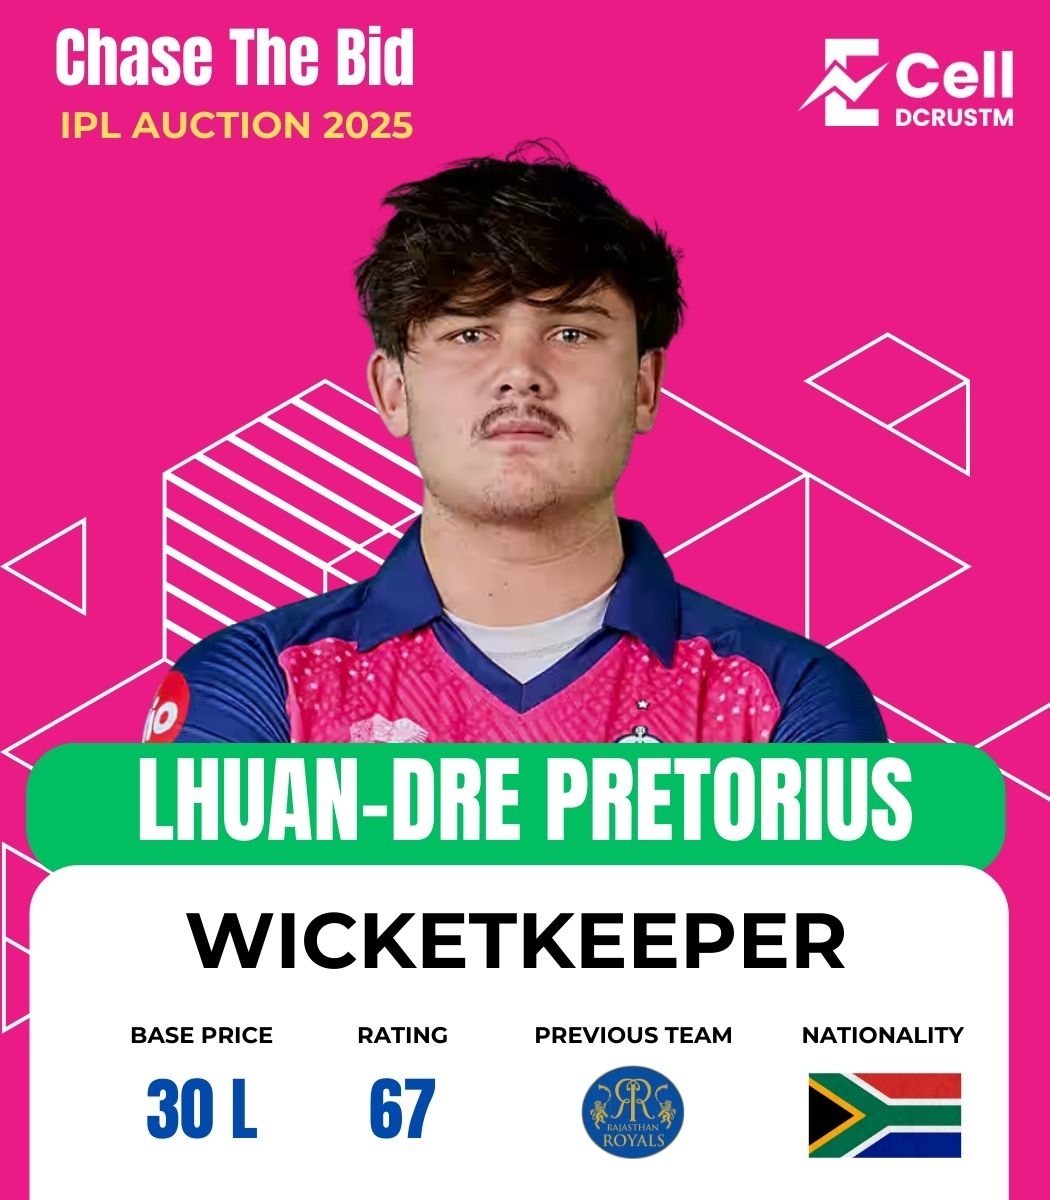 Chase The Bid
IPL AUCTION 2025
Cell
DCRUSTM
LHUAN-DRE PRETORIUS
WICKETKEEPER
BASE PRICE RATING PREVIOUS TEAM NATIONALITY
30 L 67
RAJASTHAN
ROYALS